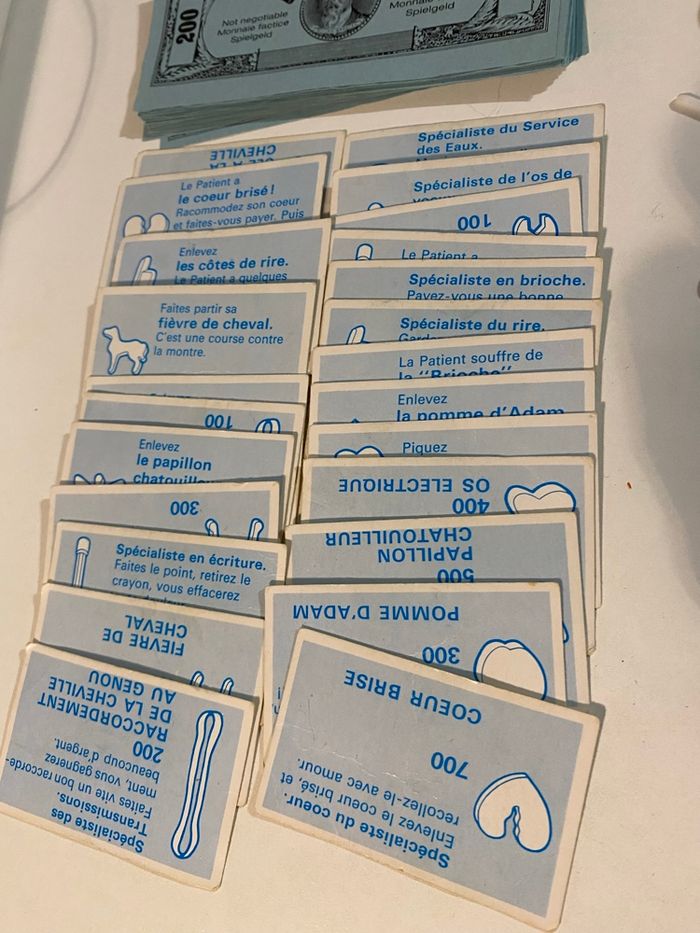 200
Not negotiable
Monnaie factice
Spielgeld
Spielgeld
CHEVILLE
Le Patient a
le coeur brisé!
Racommodez son coeur
et faites-vous payer. Puis
Enlevez
les côtes de rire.
Le Patient a quelques
Faites partir sa
fièvre de cheval.
C'est une course contre
la montre.
100
Enlevez
le papillon
300
Spécialiste en écriture.
Faites le point, retirez le
crayon, vous effacerez
FIEVRE DE
CHEVAL
Spécialiste des
Transmissions.
Faites vite un bon raccorde-
ment, vous gagnerez
beaucoup d'argent.
200
RACCORDEMENT
DE LA CHEVILLE
AU GENOU
Spécialiste du Service
des Eaux.
Spécialiste de l'os de
100
Le Patient a
Spécialiste en brioche.
Payez-vous une bonne
Spécialiste du rire.
La Patient souffre de
la "Brioche"
Enlevez
la pomme d'Adam
Piquez
400
OS ELECTRIQUE
500
PAPILLON
CHATOUILLEUR
300
POMME D'ADAM
Spécialiste du coeur.
Enlevez le coeur brisé, et
recollez-le avec amour.
700
COEUR BRISE